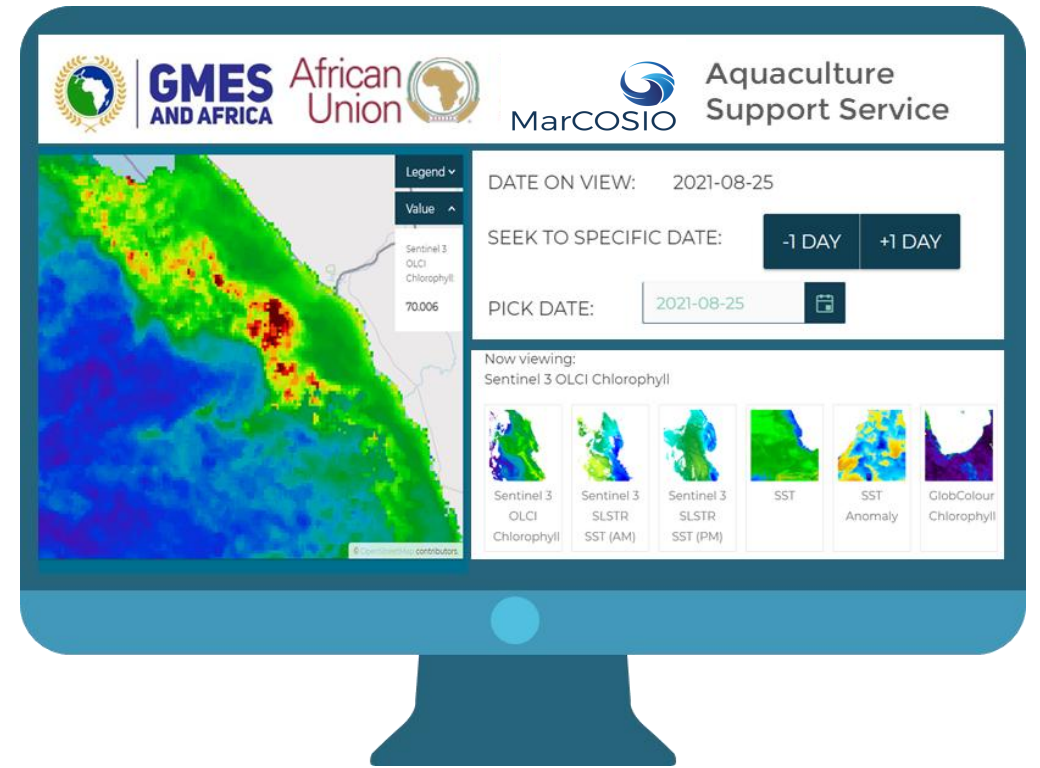 GMES
AND AFRICA
African
Union
MarCOSIO
Aquaculture
Support Service
Legend
Value
Sentinel 3
OLCI
Chlorophyll:
70.006
© OpenStreetMap contributors.
DATE ON VIEW: 2021-08-25
SEEK TO SPECIFIC DATE: -1 DAY +1 DAY
PICK DATE: 2021-08-25
Now viewing:
Sentinel 3 OLCI Chlorophyll
Sentinel 3
OLCI
Chlorophyll
Sentinel 3
SLSTR
SST (AM)
Sentinel 3
SLSTR
SST (PM)
SST
SST
Anomaly
GlobColour
Chlorophyll